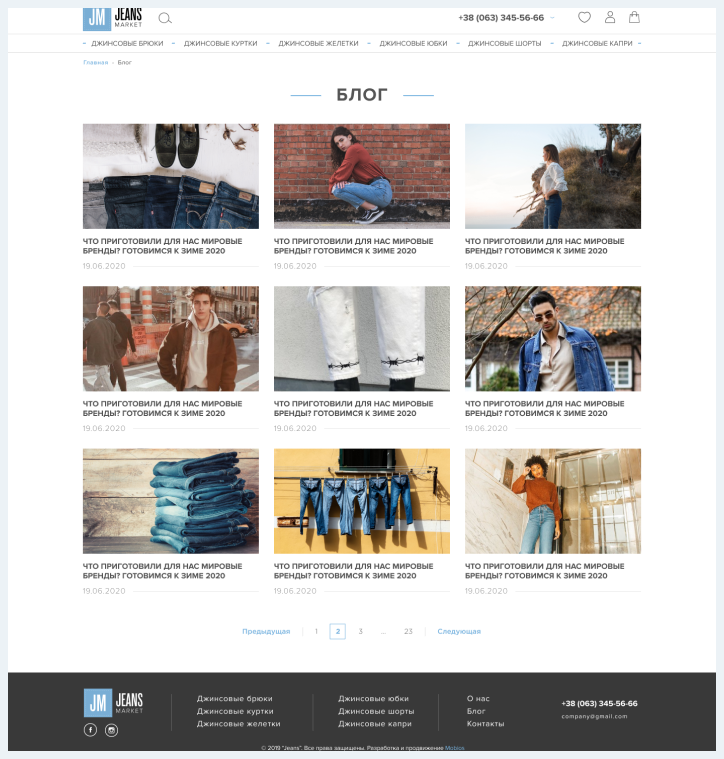 JM JEANS
MARKET
+38 (063) 345-56-66
ДЖИНСОВЫЕ БРЮКИ
ДЖИНСОВЫЕ КУРТКИ
ДЖИНСОВЫЕ ЖЕЛЕТКИ
ДЖИНСОВЫЕ ЮБКИ
ДЖИНСОВЫЕ ШОРТЫ
ДЖИНСОВЫЕ КАПРИ
Главная - Блог
БЛОГ
ЧТО ПРИГОТОВИЛИ ДЛЯ НАС МИРОВЫЕ
БРЕНДЫ? ГОТОВИМСЯ К ЗИМЕ 2020
19.06.2020
ЧТО ПРИГОТОВИЛИ ДЛЯ НАС МИРОВЫЕ
БРЕНДЫ? ГОТОВИМСЯ К ЗИМЕ 2020
19.06.2020
ЧТО ПРИГОТОВИЛИ ДЛЯ НАС МИРОВЫЕ
БРЕНДЫ? ГОТОВИМСЯ К ЗИМЕ 2020
19.06.2020
ЧТО ПРИГОТОВИЛИ ДЛЯ НАС МИРОВЫЕ
БРЕНДЫ? ГОТОВИМСЯ К ЗИМЕ 2020
19.06.2020
ЧТО ПРИГОТОВИЛИ ДЛЯ НАС МИРОВЫЕ
БРЕНДЫ? ГОТОВИМСЯ К ЗИМЕ 2020
19.06.2020
ЧТО ПРИГОТОВИЛИ ДЛЯ НАС МИРОВЫЕ
БРЕНДЫ? ГОТОВИМСЯ К ЗИМЕ 2020
19.06.2020
ЧТО ПРИГОТОВИЛИ ДЛЯ НАС МИРОВЫЕ
БРЕНДЫ? ГОТОВИМСЯ К ЗИМЕ 2020
19.06.2020
ЧТО ПРИГОТОВИЛИ ДЛЯ НАС МИРОВЫЕ
БРЕНДЫ? ГОТОВИМСЯ К ЗИМЕ 2020
19.06.2020
ЧТО ПРИГОТОВИЛИ ДЛЯ НАС МИРОВЫЕ
БРЕНДЫ? ГОТОВИМСЯ К ЗИМЕ 2020
19.06.2020
Предыдущая 1 2 3 ... 23 Следующая
JM JEANS
MARKET
Джинсовые брюки
Джинсовые куртки
Джинсовые желетки
Джинсовые юбки
Джинсовые шорты
Джинсовые капри
О нас
Блог
Контакты
+38 (063) 345-56-66
company@gmail.com
© 2019 "Jeans". Все права защищены. Разработка и продвижение